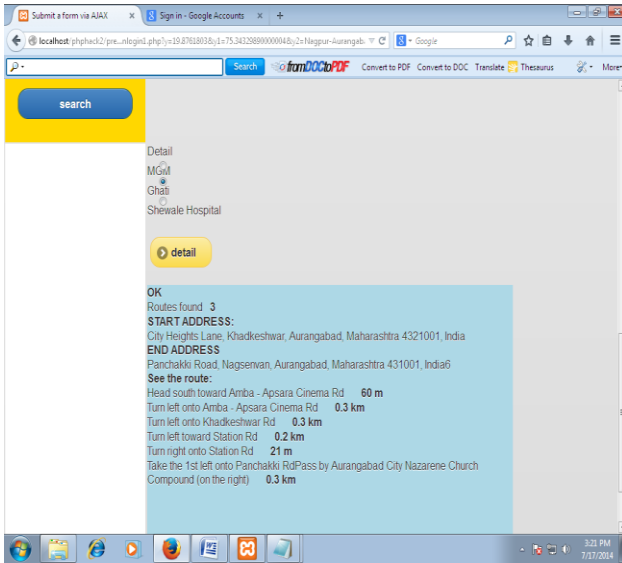 Submit a form via AJAX × Sign in - Google Accounts × +
localhost/phphack2/pre...nlogin1.php?y=19.8761803&y1=75.34329890000004&y2=Nagpur-Aurangab. Google
Search fromDOCtoPDF Convert to PDF Convert to DOC Translate Thesaurus More
search
Detail
MGM
Ghati
Shewale Hospital
detail
OK
Routes found 3
START ADDRESS:
City Heights Lane, Khadkeshwar, Aurangabad, Maharashtra 4321001, India
END ADDRESS
Panchakki Road, Nagsenvan, Aurangabad, Maharashtra 431001, India6
See the route:
Head south toward Amba - Apsara Cinema Rd 60 m
Turn left onto Amba - Apsara Cinema Rd 0.3 km
Turn left onto Khadkeshwar Rd 0.3 km
Turn left toward Station Rd 0.2 km
Turn right onto Station Rd 21 m
Take the 1st left onto Panchakki RdPass by Aurangabad City Nazarene Church
Compound (on the right) 0.3 km
3:21 PM
7/17/2014